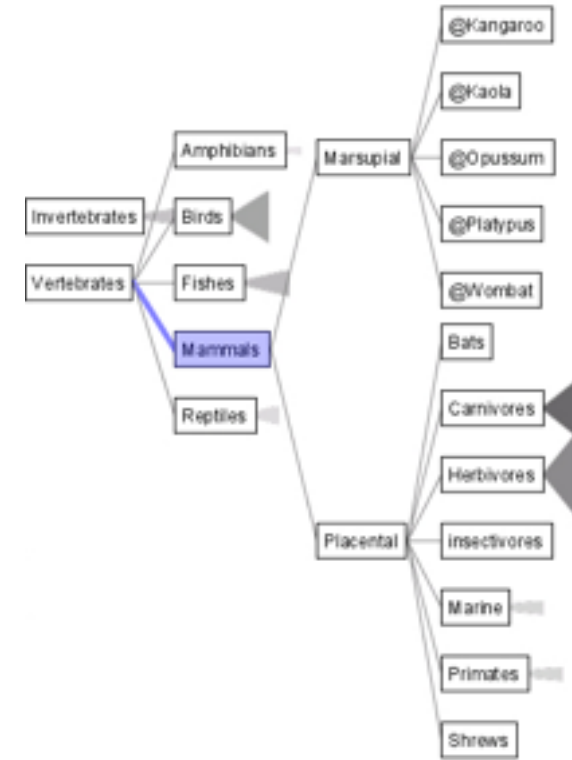 Invertebrates
Vertebrates
Amphibians
Birds
Fishes
Mammals
Reptiles
Marsupial
Placental
@Kangaroo
@Kaola
@Opussum
@Platypus
@Wombat
Bats
Carnivores
Herbivores
insectivores
Marine
Primates
Shrews